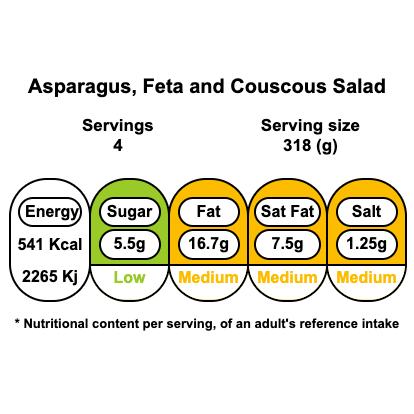 Asparagus, Feta and Couscous Salad
Servings Serving size
4 318 (g)
Energy Sugar Fat Sat Fat Salt
541 Kcal 5.5g 16.7g 7.5g 1.25g
2265 Kj Low Medium Medium Medium
* Nutritional content per serving, of an adult's reference intake